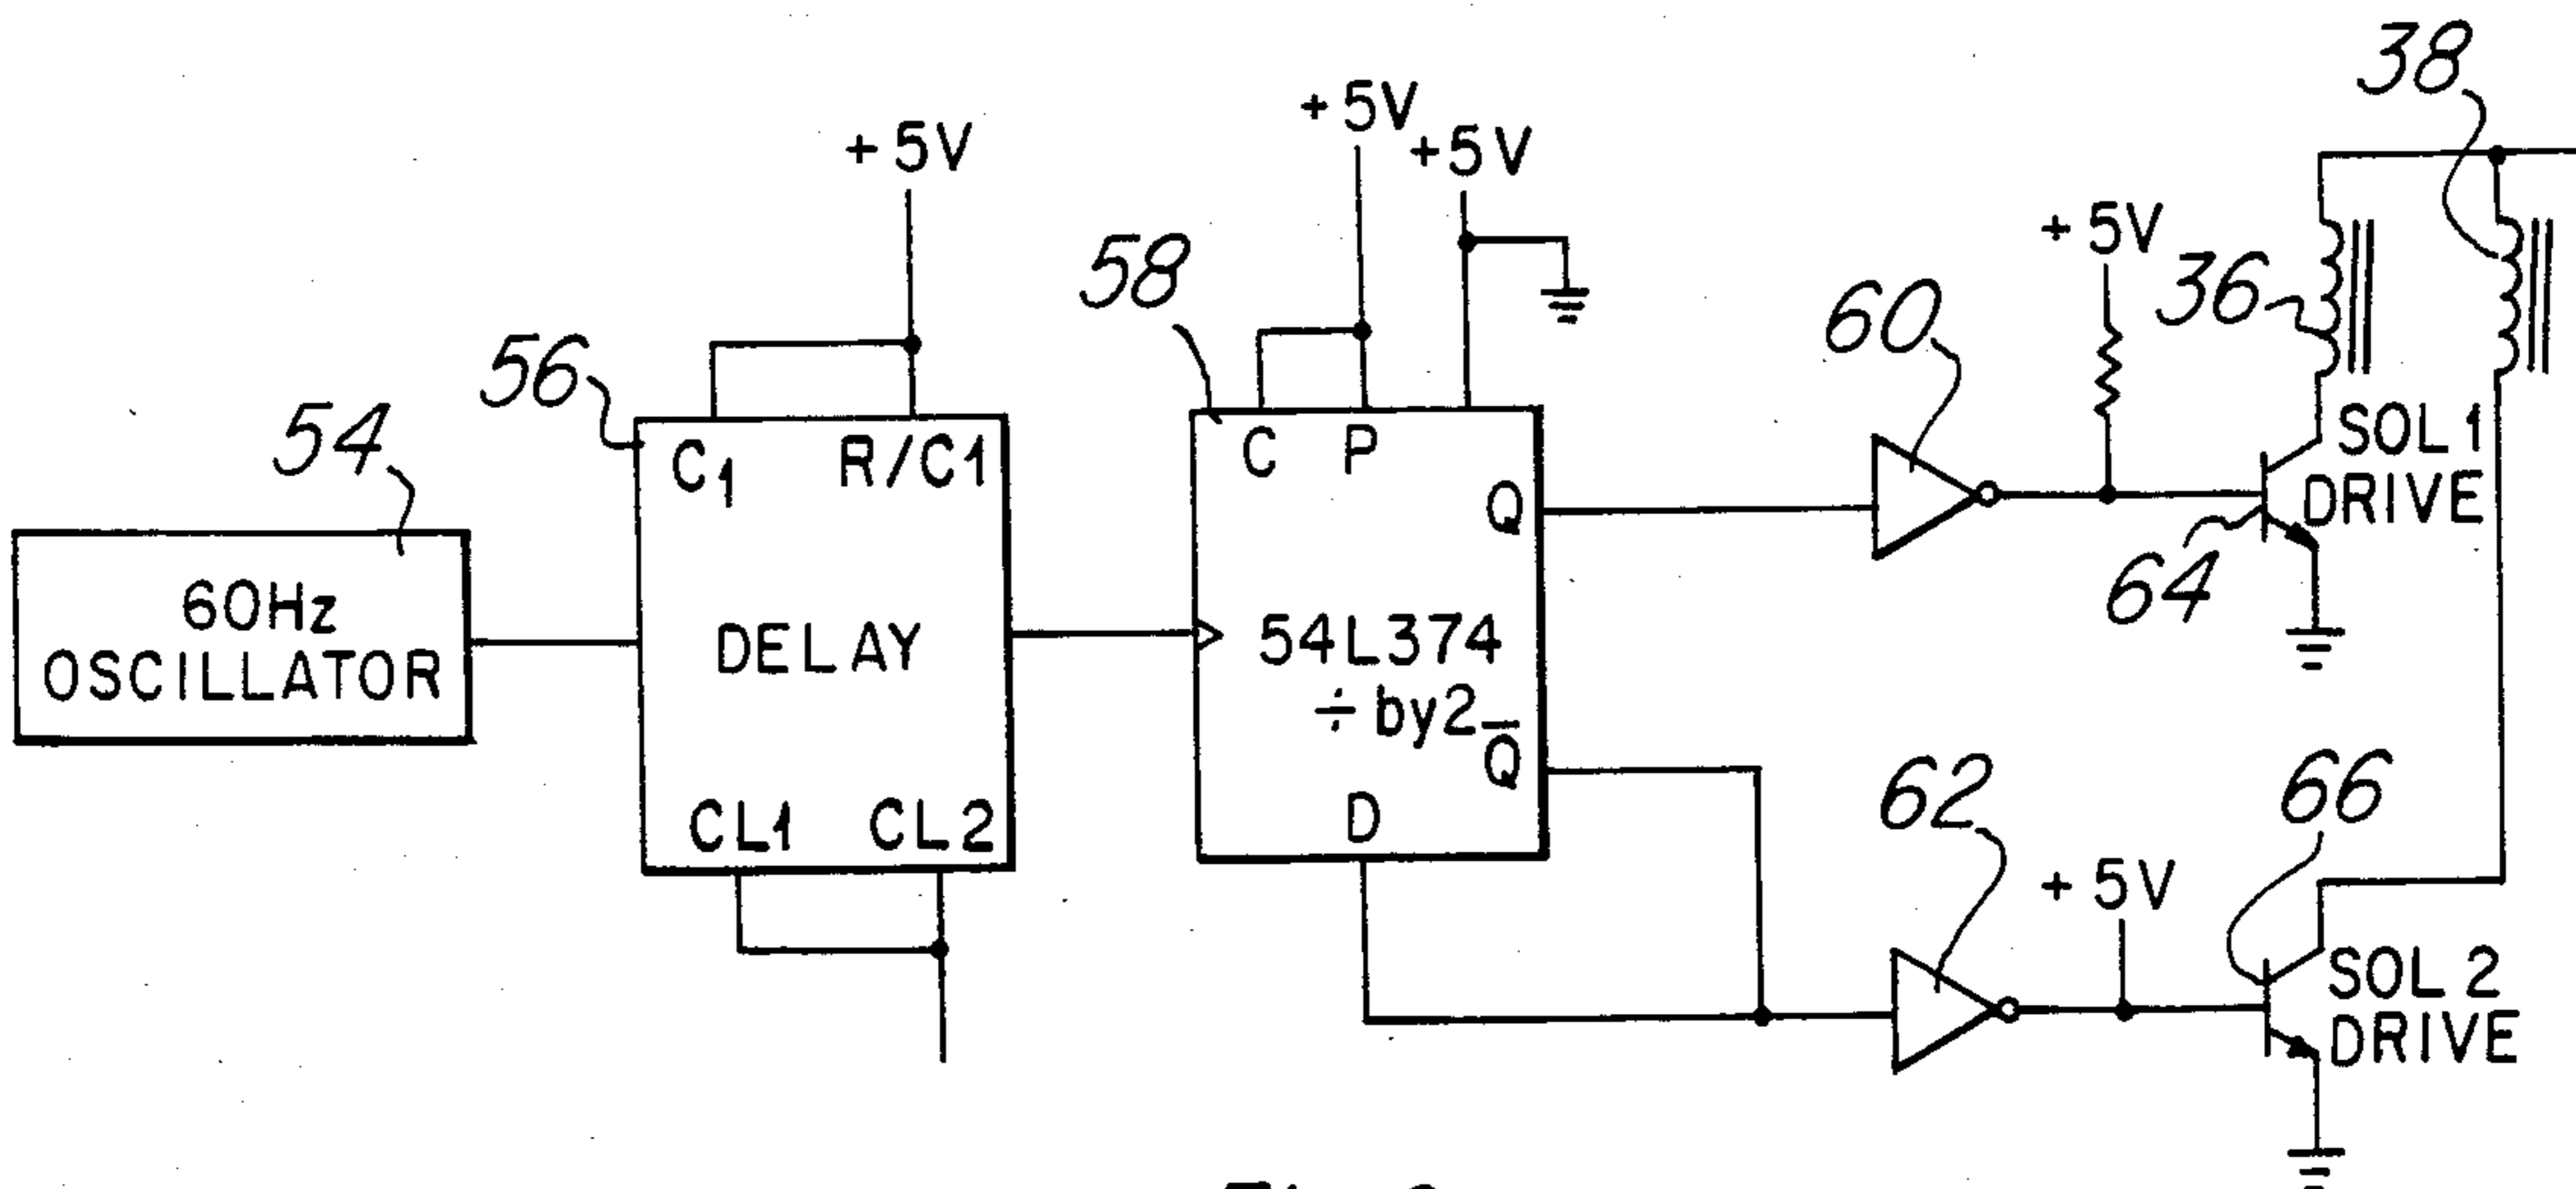 38
+5V
+5V
+5V
+5V
58
36
60
56
54
C1
R/C1
C
P
Q
SOL 1
DRIVE
64
60Hz
OSCILLATOR
DELAY
54L374
÷ by2
Q̅
CL1
CL2
D
62
66
+5V
SOL 2
DRIVE